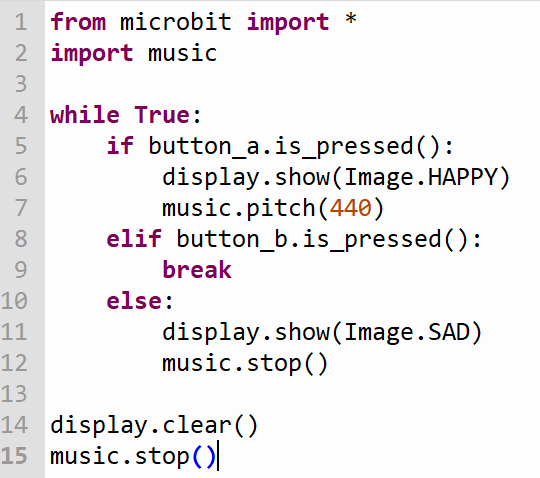 1 from microbit import *
2 import music
3
4 while True:
5     if button_a.is_pressed():
6         display.show(Image.HAPPY)
7         music.pitch(440)
8     elif button_b.is_pressed():
9         break
10     else:
11         display.show(Image.SAD)
12         music.stop()
13
14 display.clear()
15 music.stop()